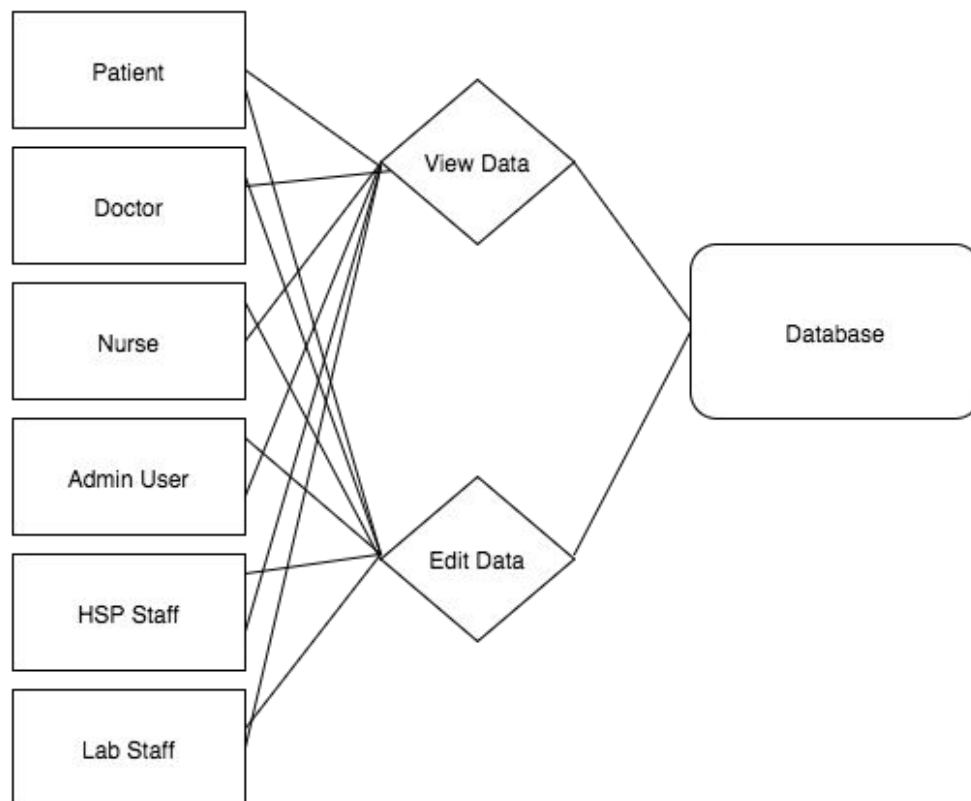 Patient
Doctor
Nurse
Admin User
HSP Staff
Lab Staff
View Data
Edit Data
Database